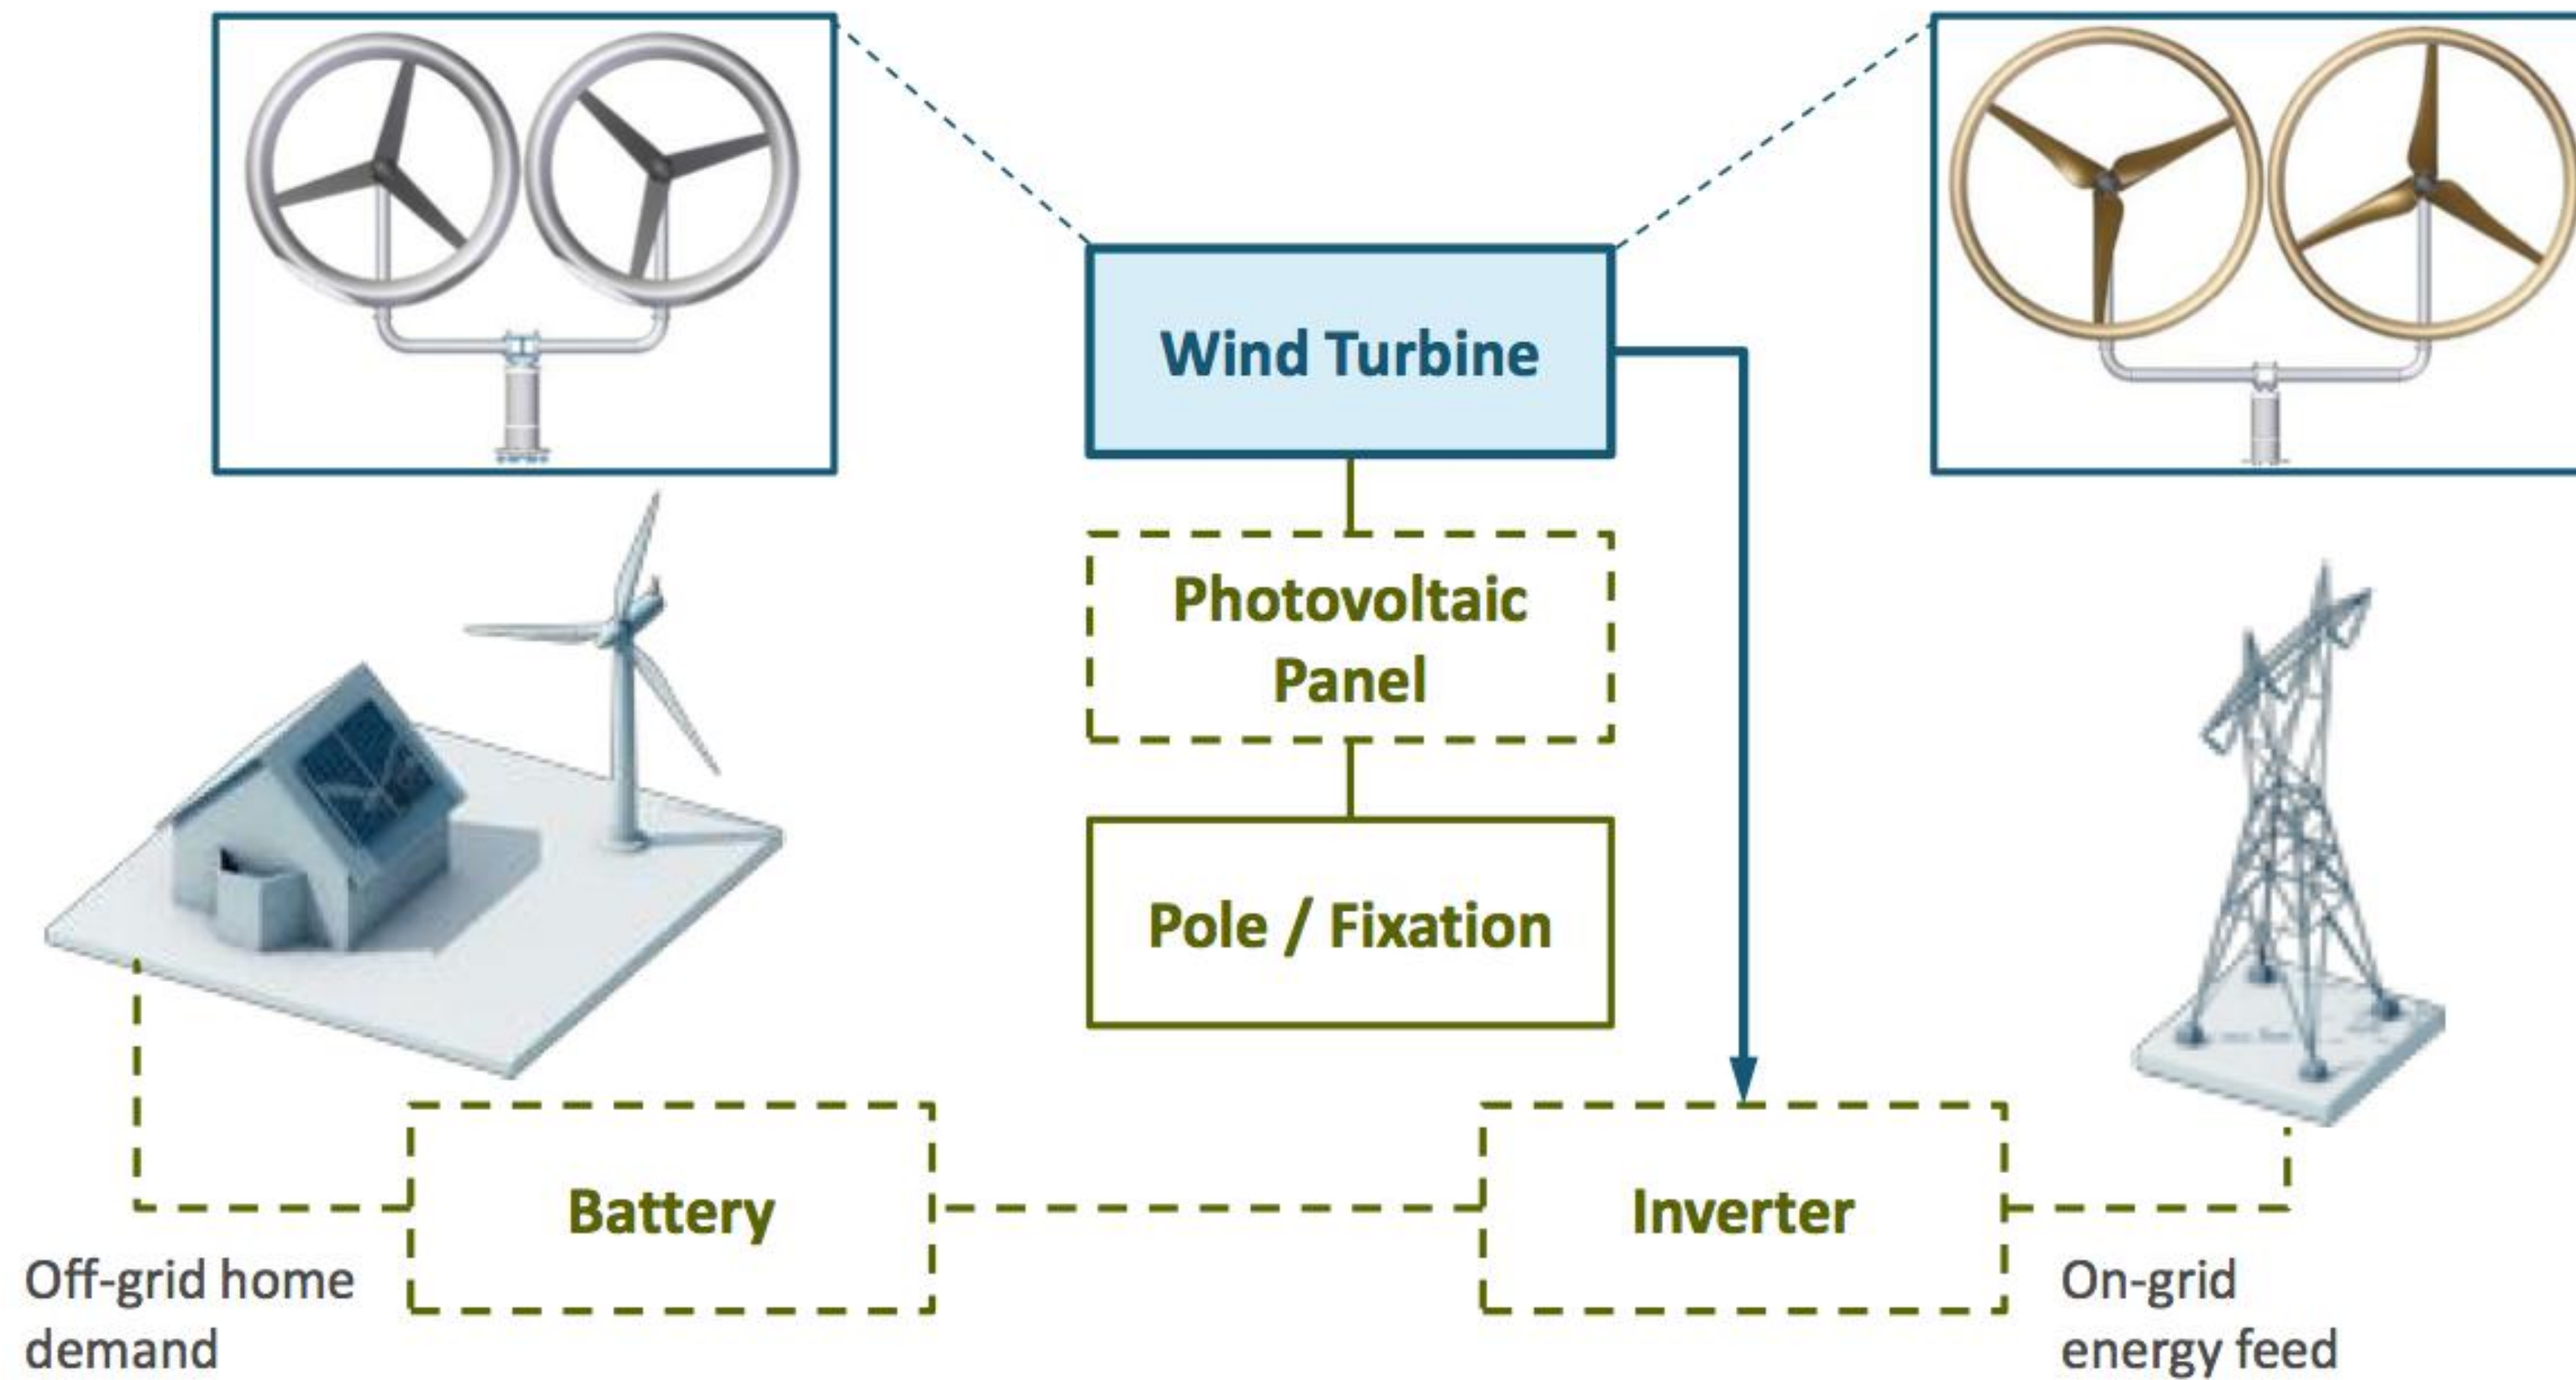 Wind Turbine
Photovoltaic
Panel
Pole / Fixation
Battery
Inverter
Off-grid home
demand
On-grid
energy feed